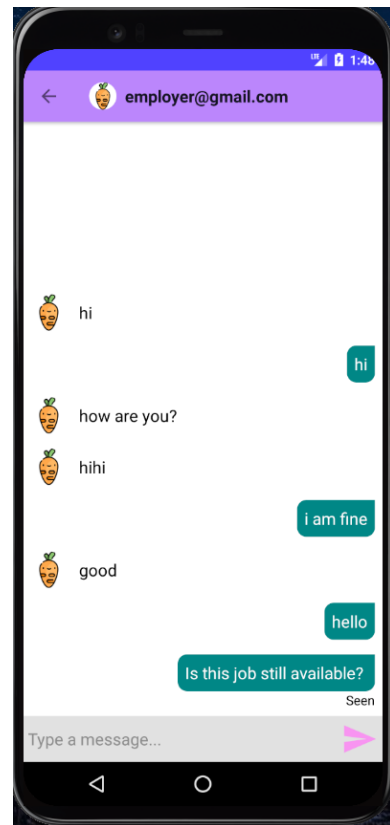 LTE 1:48
employer@gmail.com
hi
hi
how are you?
hihi
i am fine
good
hello
Is this job still available?
Seen
Type a message...